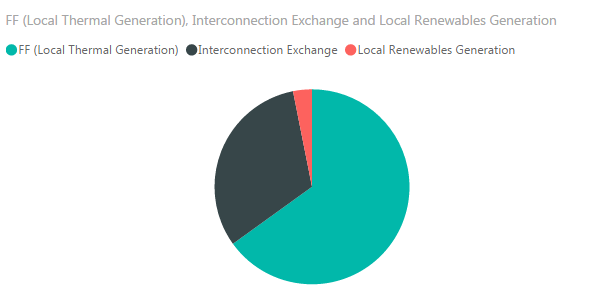 FF (Local Thermal Generation), Interconnection Exchange and Local Renewables Generation
FF (Local Thermal Generation) Interconnection Exchange Local Renewables Generation